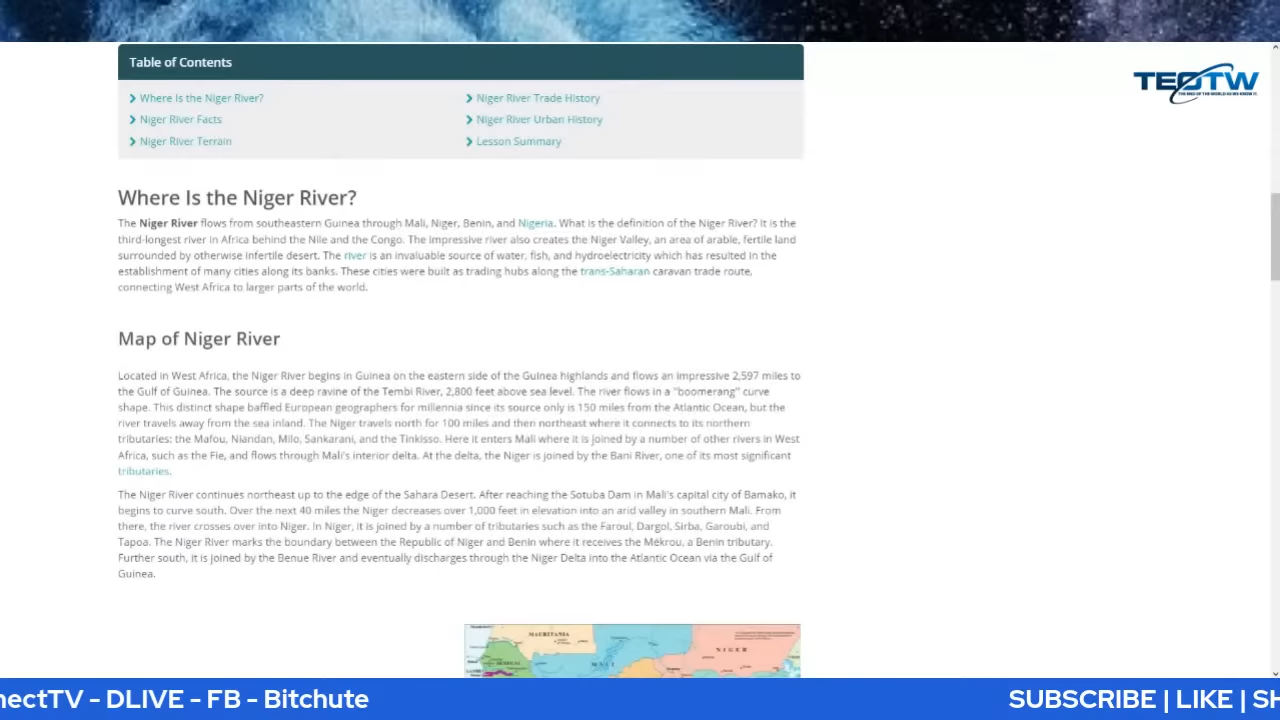 Table of Contents
Where Is the Niger River?
Niger River Facts
Niger River Terrain
Niger River Trade History
Niger River Urban History
Lesson Summary
TEOTW
THE END OF THE WORLD AS WE KNOW IT
Where Is the Niger River?
The Niger River flows from southeastern Guinea through Mali, Niger, Benin, and Nigeria. What is the definition of the Niger River? It is the
third-longest river in Africa behind the Nile and the Congo. The impressive river also creates the Niger Valley, an area of arable, fertile land
surrounded by otherwise infertile desert. The river is an invaluable source of water, fish, and hydroelectricity which has resulted in the
establishment of many cities along its banks. These cities were built as trading hubs along the trans-Saharan caravan trade route,
connecting West Africa to larger parts of the world.
Map of Niger River
Located in West Africa, the Niger River begins in Guinea on the eastern side of the Guinea highlands and flows an impressive 2,597 miles to
the Gulf of Guinea. The source is a deep ravine of the Tembi River, 2,800 feet above sea level. The river flows in a "boomerang" curve
shape. This distinct shape baffled European geographers for millennia since its source only is 150 miles from the Atlantic Ocean, but the
river travels away from the sea inland. The Niger travels north for 100 miles and then northeast where it connects to its northern
tributaries: the Mafou, Niandan, Milo, Sankarani, and the Tinkisso. Here it enters Mali where it is joined by a number of other rivers in West
Africa, such as the Fie, and flows through Mali's interior delta. At the delta, the Niger is joined by the Bani River, one of its most significant
tributaries.
The Niger River continues northeast up to the edge of the Sahara Desert. After reaching the Sotuba Dam in Mali's capital city of Bamako, it
begins to curve south. Over the next 40 miles the Niger decreases over 1,000 feet in elevation into an arid valley in southern Mali. From
there, the river crosses over into Niger. In Niger, it is joined by a number of tributaries such as the Faroul, Dargol, Sirba, Garoubi, and
Tapoa. The Niger River marks the boundary between the Republic of Niger and Benin where it receives the Mékrou, a Benin tributary.
Further south, it is joined by the Benue River and eventually discharges through the Niger Delta into the Atlantic Ocean via the Gulf of
Guinea.
MAURITANIA
NIGER
MALI
SENEGAL
nectTV - DLIVE - FB - Bitchute
SUBSCRIBE | LIKE | SH